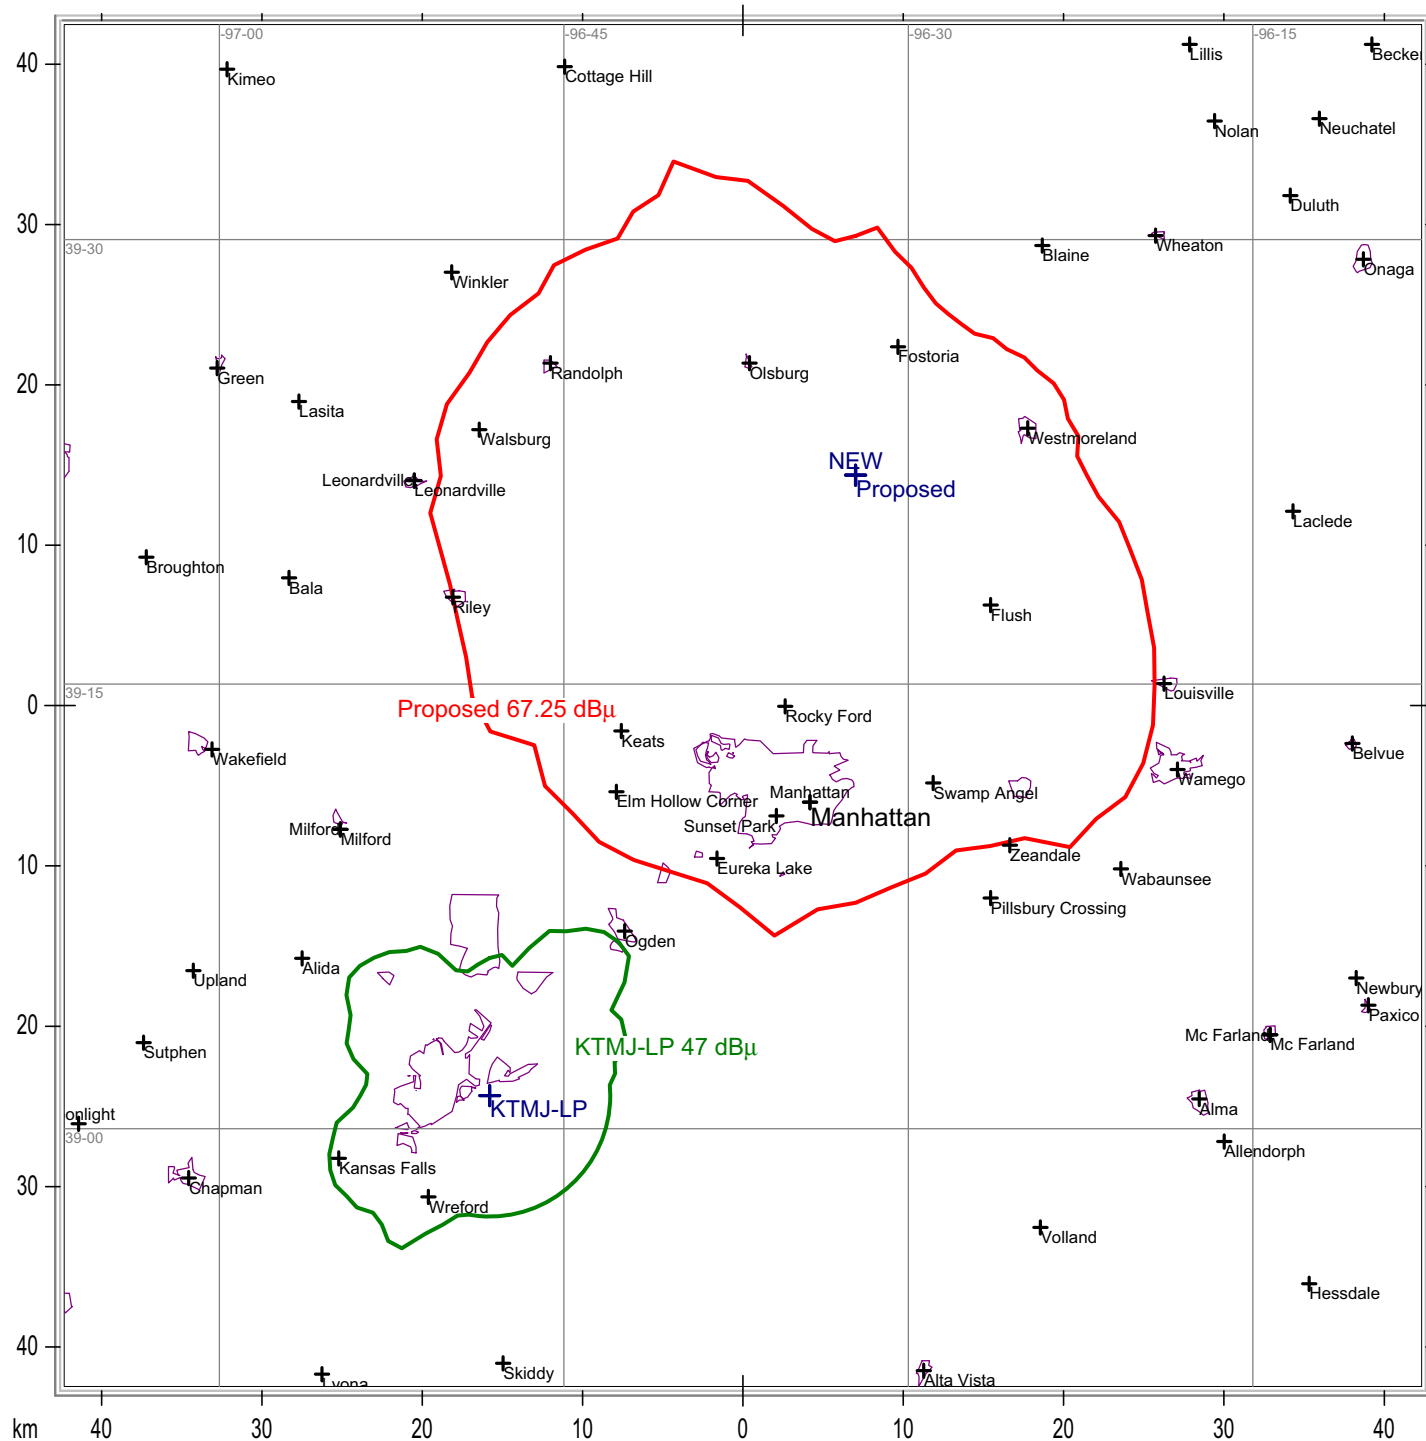 -97-00
-96-45
-96-30
-96-15
40
Kimeo
Cottage Hill
Lillis
Becker
Nolan
Neuchatel
Duluth
30
39-30
Winkler
Blaine
Wheaton
Onaga
Fostoria
20
Green
Randolph
Olsburg
Lasita
Walsburg
Westmoreland
NEW
Proposed
Leonardville
Leonardville
Laclede
10
Broughton
Bala
Riley
Flush
39-15
Louisville
0
Proposed 67.25 dBμ
Rocky Ford
Keats
Wakefield
Belvue
Wamego
Manhattan
Swamp Angel
Elm Hollow Corner
Manhattan
Sunset Park
Milford
Milford
Zeandale
10
Eureka Lake
Wabaunsee
Pillsbury Crossing
Ogden
Alida
Upland
Newbury
Paxico
20
Sutphen
KTMJ-LP 47 dBμ
Mc Farland
Mc Farland
KTMJ-LP
Alma
onlight
39-00
Allendorph
Kansas Falls
30
Chapman
Wreford
Volland
Hessdale
40
Skiddy
Lyona
Alta Vista
km
40
30
20
10
0
10
20
30
40